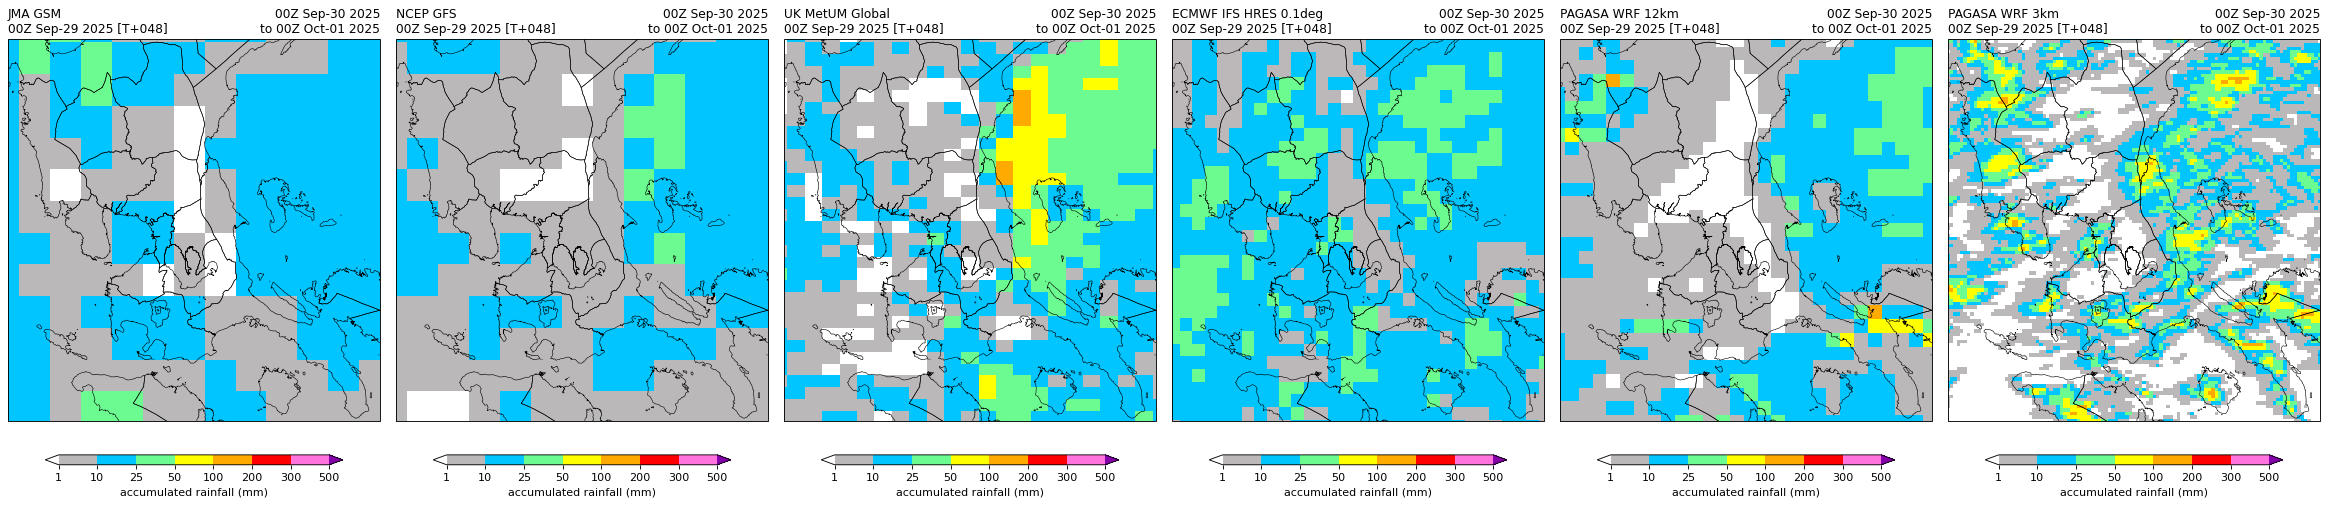 JMA GSM 00Z Sep-30 2025
00Z Sep-29 2025 [T+048] to 00Z Oct-01 2025
1 10 25 50 100 200 300 500
accumulated rainfall (mm)
NCEP GFS 00Z Sep-30 2025
00Z Sep-29 2025 [T+048] to 00Z Oct-01 2025
1 10 25 50 100 200 300 500
accumulated rainfall (mm)
UK MetUM Global 00Z Sep-30 2025
00Z Sep-29 2025 [T+048] to 00Z Oct-01 2025
1 10 25 50 100 200 300 500
accumulated rainfall (mm)
ECMWF IFS HRES 0.1deg 00Z Sep-30 2025
00Z Sep-29 2025 [T+048] to 00Z Oct-01 2025
1 10 25 50 100 200 300 500
accumulated rainfall (mm)
PAGASA WRF 12km 00Z Sep-30 2025
00Z Sep-29 2025 [T+048] to 00Z Oct-01 2025
1 10 25 50 100 200 300 500
accumulated rainfall (mm)
PAGASA WRF 3km 00Z Sep-30 2025
00Z Sep-29 2025 [T+048] to 00Z Oct-01 2025
1 10 25 50 100 200 300 500
accumulated rainfall (mm)